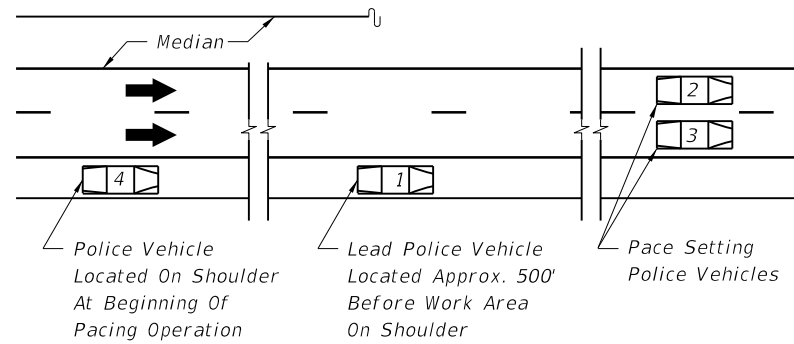 Median
2
3
4
1
Police Vehicle
Located On Shoulder
At Beginning Of
Pacing Operation
Lead Police Vehicle
Located Approx. 500'
Before Work Area
On Shoulder
Pace Setting
Police Vehicles